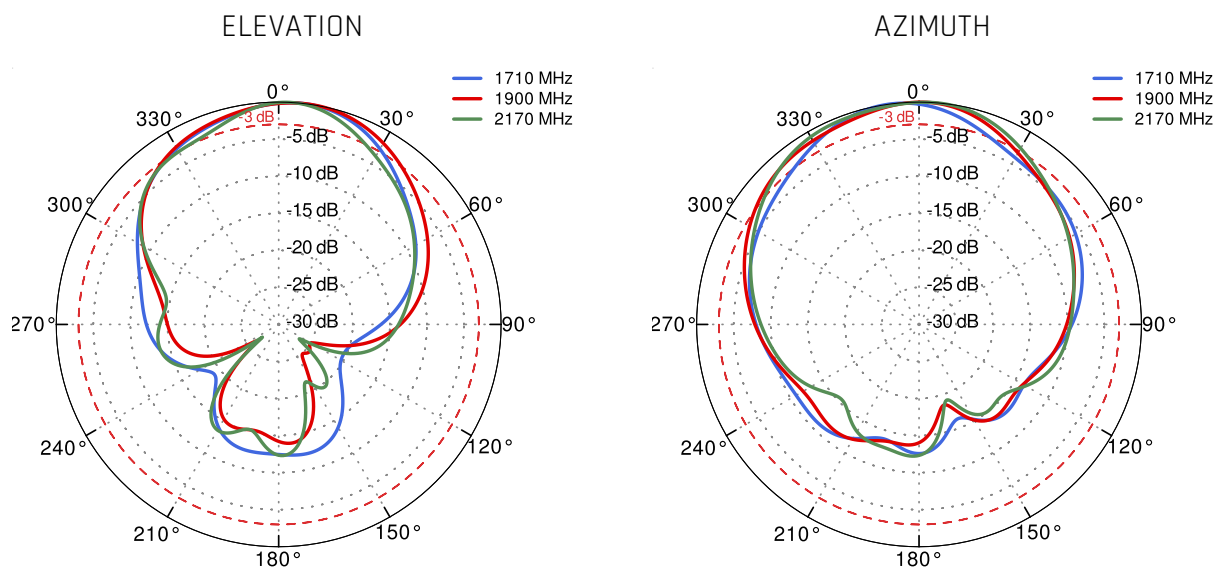 ELEVATION
1710 MHz
1900 MHz
2170 MHz
0°
30°
60°
90°
120°
150°
180°
210°
240°
270°
300°
330°
-3 dB
-5 dB
-10 dB
-15 dB
-20 dB
-25 dB
-30 dB
AZIMUTH
1710 MHz
1900 MHz
2170 MHz
0°
30°
60°
90°
120°
150°
180°
210°
240°
270°
300°
330°
-3 dB
-5 dB
-10 dB
-15 dB
-20 dB
-25 dB
-30 dB